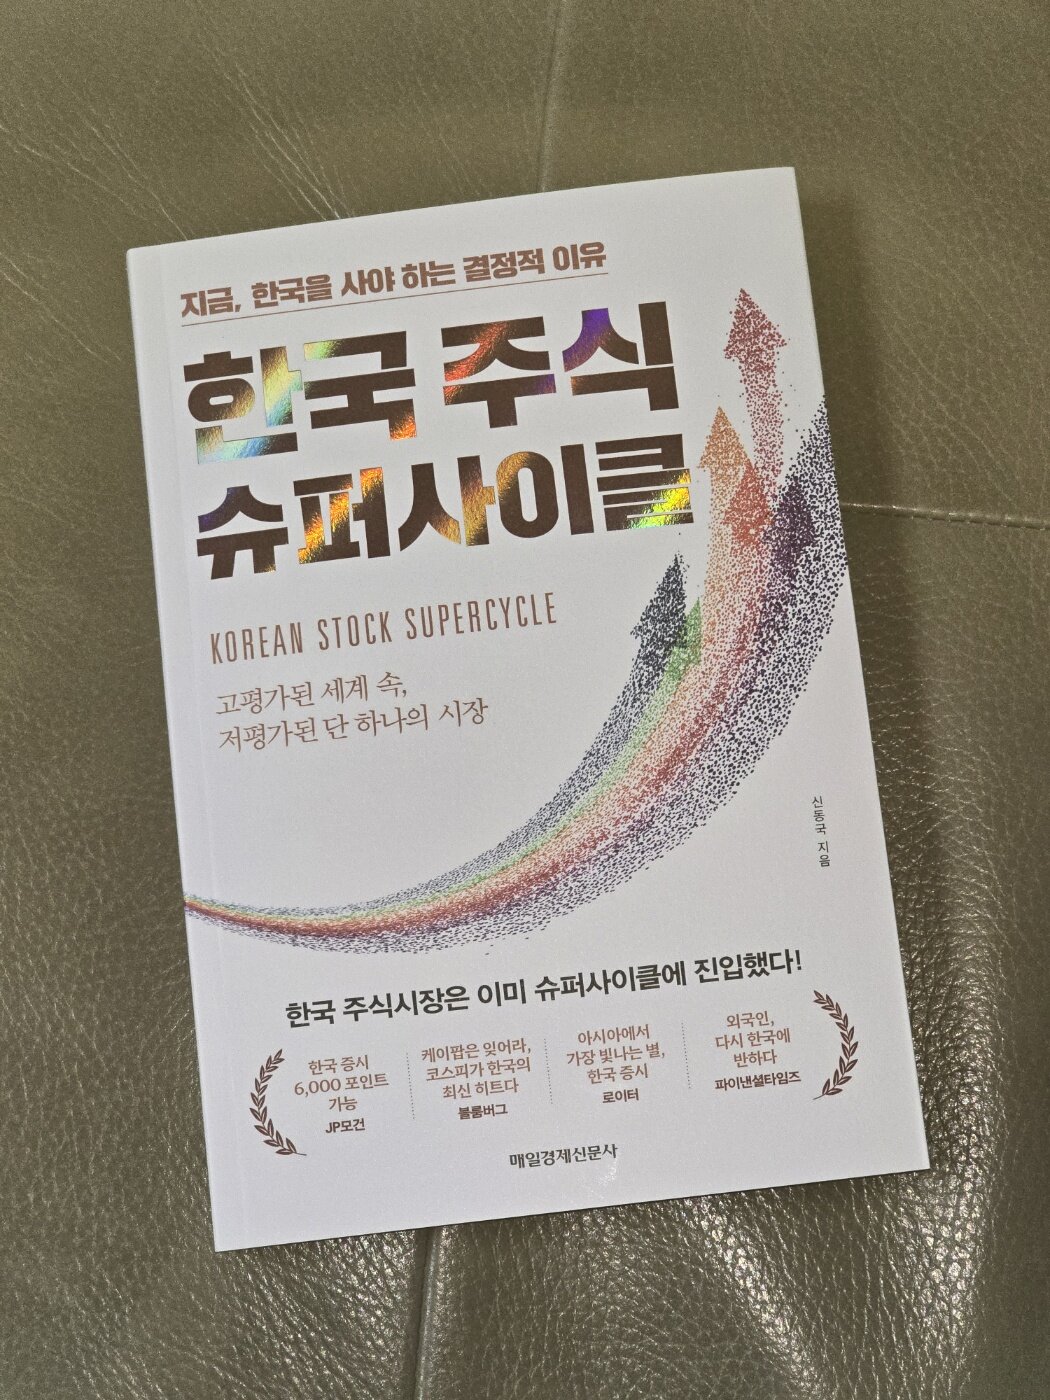 지금, 한국을 사야 하는 결정적 이유
한국 주식
슈퍼사이클
KOREAN STOCK SUPERCYCLE
고평가된 세계 속,
저평가된 단 하나의 시장
신동국 지음
한국 주식시장은 이미 슈퍼사이클에 진입했다!
한국 증시
6,000 포인트
가능
JP모건
케이팝은 잊어라,
코스피가 한국의
최신 히트다
블룸버그
아시아에서
가장 빛나는 별,
한국 증시
로이터
외국인,
다시 한국에
반하다
파이낸셜타임즈
매일경제신문사